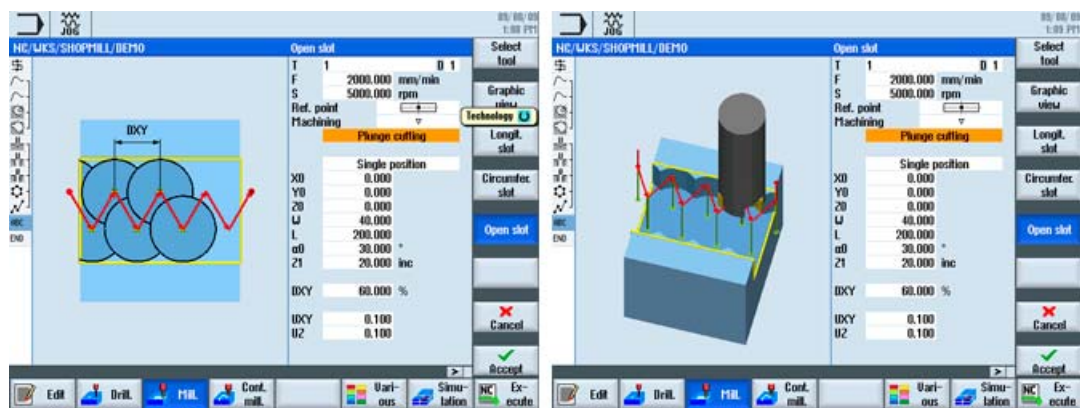 JOG
NC/WKS/SHOPMILL/DEMO
Open slot
Select tool
T 1 D 1
F 2000.000 mm/min
S 5000.000 rpm
Graphic view
Ref. point
Technology
Machining ▽
Longit. slot
Plunge cutting
DXY
Single position
X0 0.000
Circumfer. slot
Y0 0.000
Z0 0.000
W 40.000
L 200.000
Open slot
α0 30.000 °
Z1 20.000 inc
DXY 60.000 %
UXY 0.100
UZ 0.100
END
Cancel
Accept
Edit
Drill.
Mill.
Cont. mill.
Vari-ous
Simu-lation
NC Ex-ecute
JOG
NC/WKS/SHOPMILL/DEMO
Open slot
Select tool
T 1 D 1
F 2000.000 mm/min
S 5000.000 rpm
Graphic view
Ref. point
Machining ▽
Longit. slot
Plunge cutting
Single position
X0 0.000
Circumfer. slot
Y0 0.000
Z0 0.000
W 40.000
L 200.000
Open slot
α0 30.000 °
Z1 20.000 inc
DXY 60.000 %
UXY 0.100
UZ 0.100
END
Cancel
Accept
Edit
Drill.
Mill.
Cont. mill.
Vari-ous
Simu-lation
NC Ex-ecute